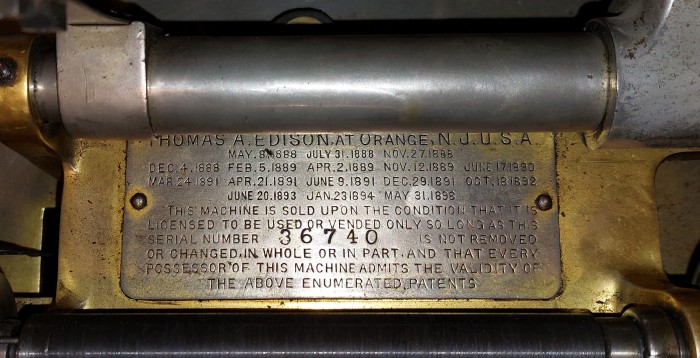 THOMAS A. EDISON, AT ORANGE, N.J. U.S.A.
MAY. 8.1888 JULY 31.1888 NOV. 27.1888
DEC. 4.1888 FEB. 5.1889 APR. 2.1889 NOV. 12.1889 JUNE 17.1890
MAR 24.1891 APR. 21.1891 JUNE 9.1891 DEC. 29.1891 OCT. 18.1892
JUNE 20.1893 JAN. 23.1894 MAY 31.1898
THIS MACHINE IS SOLD UPON THE CONDITION THAT IT IS
LICENSED TO BE USED OR VENDED ONLY SO LONG AS THIS
SERIAL NUMBER 36740 IS NOT REMOVED
OR CHANGED, IN WHOLE OR IN PART, AND THAT EVERY
POSSESSOR OF THIS MACHINE ADMITS THE VALIDITY OF
THE ABOVE ENUMERATED PATENTS